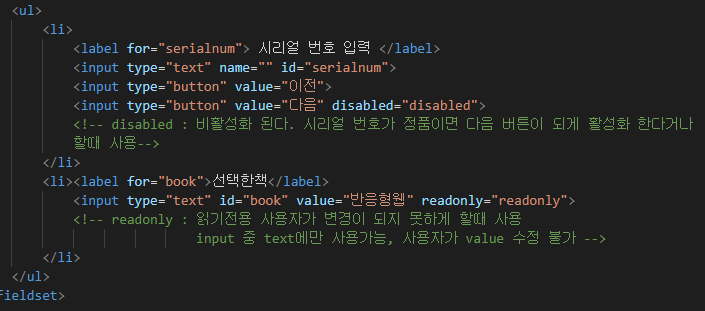 <ul>
<li>
<label for="serialnum"> 시리얼 번호 입력 </label>
<input type="text" name="" id="serialnum">
<input type="button" value="이전">
<input type="button" value="다음" disabled="disabled">
<!-- disabled : 비활성화 된다. 시리얼 번호가 정품이면 다음 버튼이 되게 활성화 한다거나
할때 사용-->
</li>
<li><label for="book">선택한책</label>
<input type="text" id="book" value="반응형웹" readonly="readonly">
<!-- readonly : 읽기전용 사용자가 변경이 되지 못하게 할때 사용
input 중 text에만 사용가능, 사용자가 value 수정 불가 -->
</li>
</ul>
fieldset>